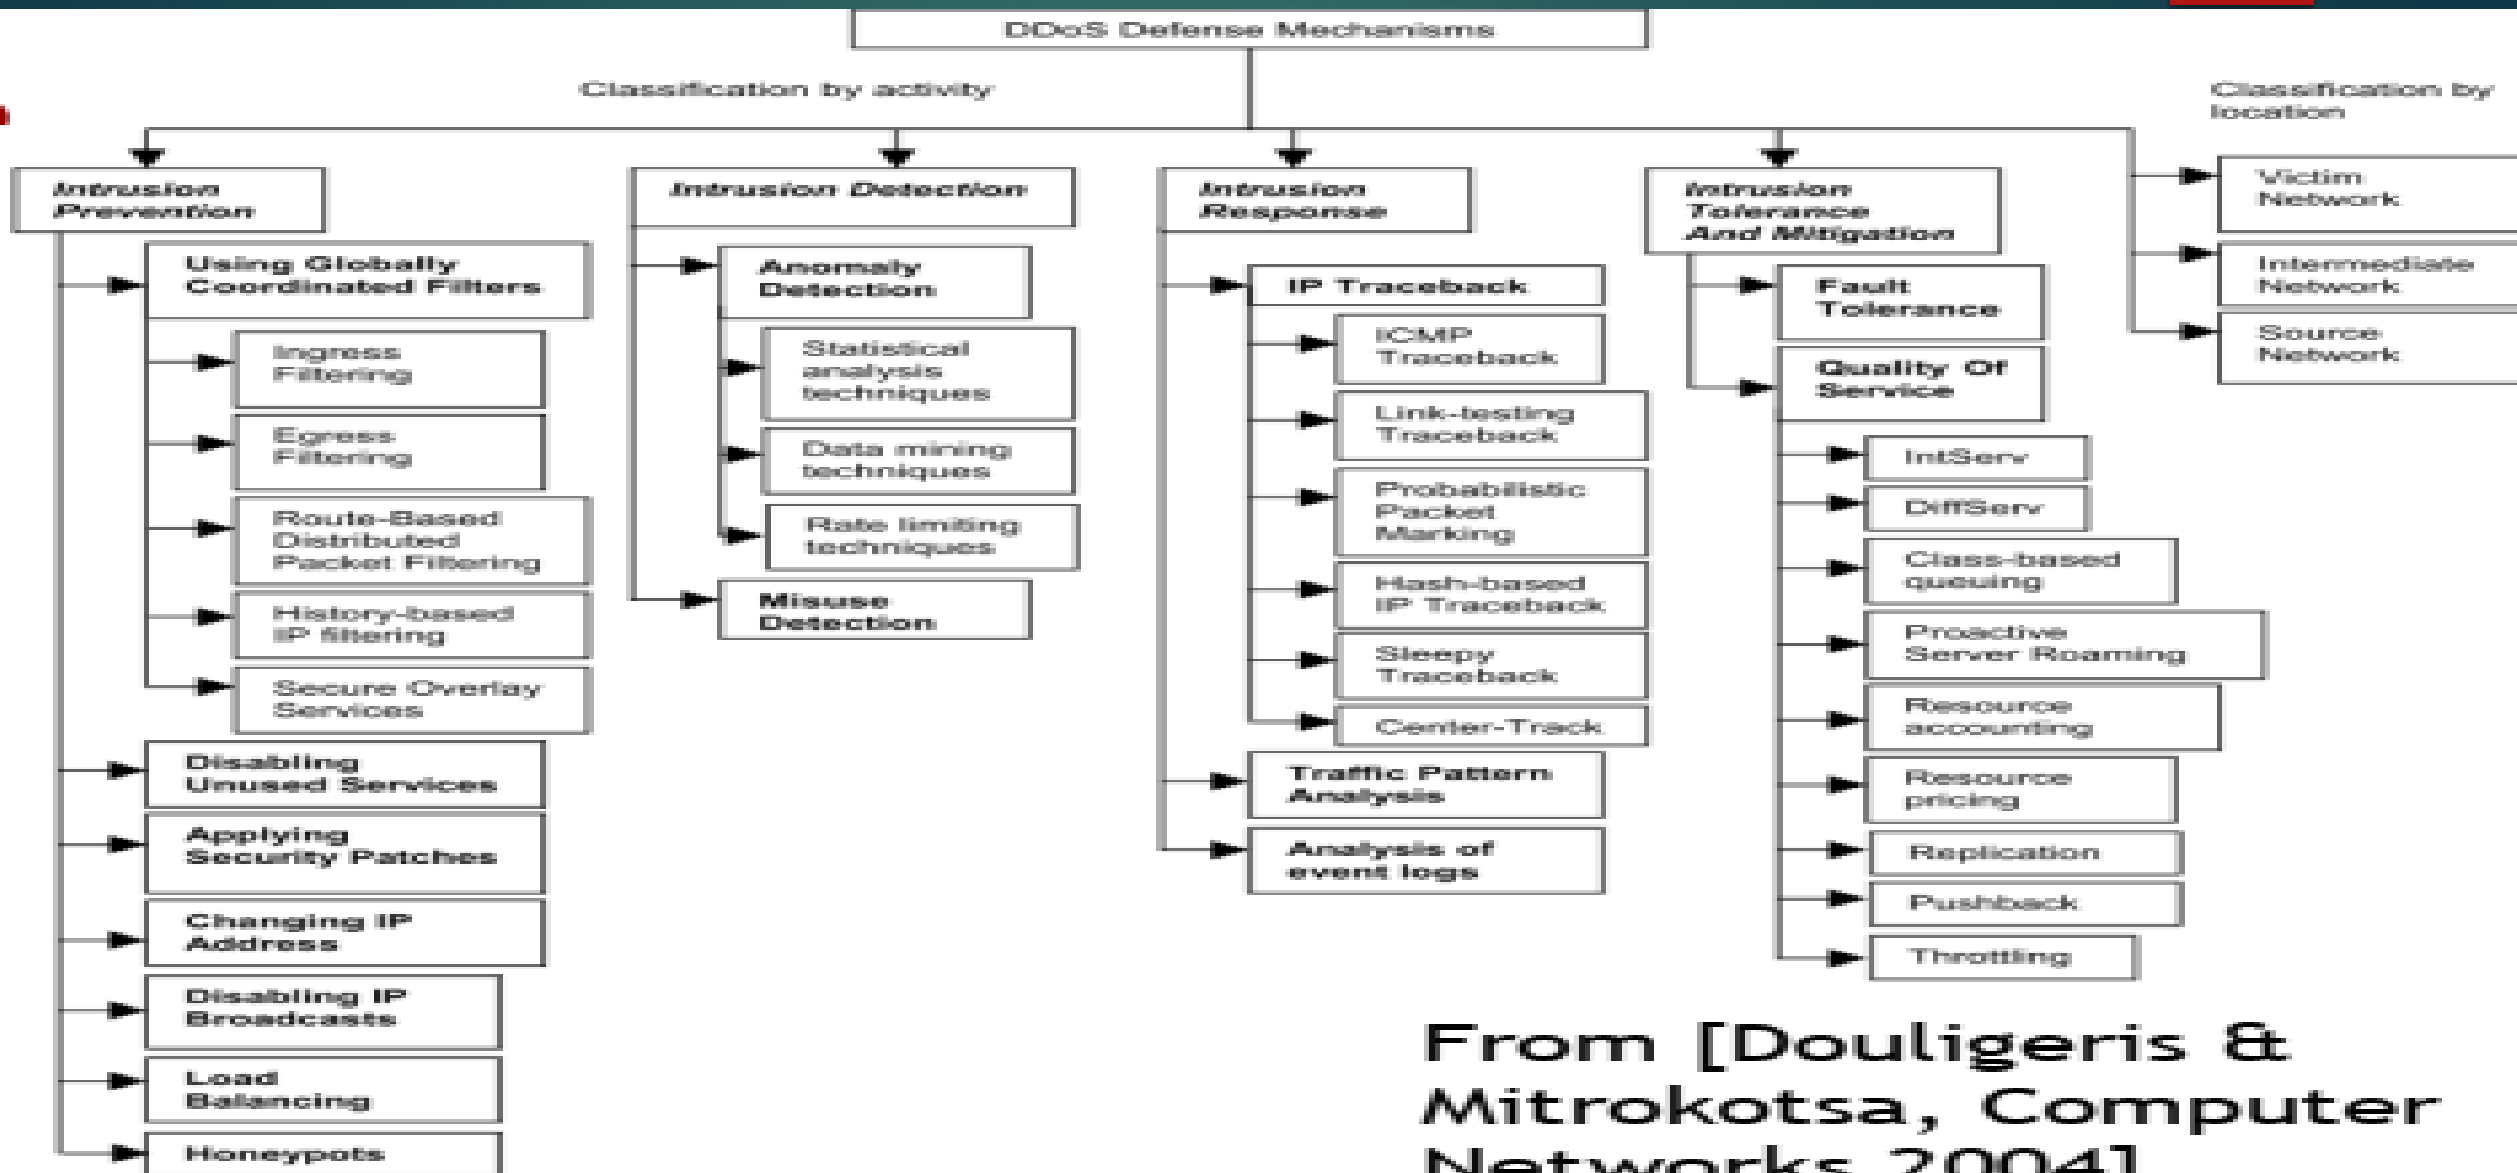 DDoS Defense Mechanisms
Classification by activity
Classification by
location
Intrusion
Prevention
Using Globally
Coordinated Filters
Ingress
Filtering
Egress
Filtering
Route-Based
Distributed
Packet Filtering
History-based
IP filtering
Secure Overlay
Services
Disabling
Unused Services
Applying
Security Patches
Changing IP
Address
Disabling IP
Broadcasts
Load
Balancing
Honeypots
Intrusion Detection
Anomaly
Detection
Statistical
analysis
techniques
Data mining
techniques
Rate limiting
techniques
Misuse
Detection
Intrusion
Response
IP Traceback
ICMP
Traceback
Link-testing
Traceback
Probabilistic
Packet
Marking
Hash-based
IP Traceback
Sleepy
Traceback
Center-Track
Traffic Pattern
Analysis
Analysis of
event logs
Intrusion
Tolerance
And Mitigation
Fault
Tolerance
Quality Of
Service
IntServ
DiffServ
Class-based
queuing
Proactive
Server Roaming
Resource
accounting
Resource
pricing
Replication
Pushback
Throttling
Victim
Network
Intermediate
Network
Source
Network
From [Douligeris &
Mitrokotsa, Computer
Networks 2004]